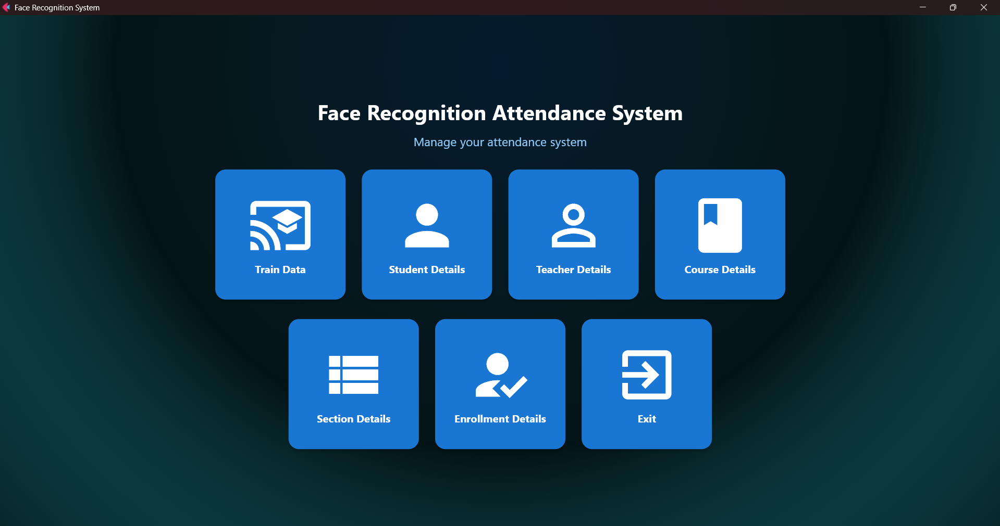 Face Recognition System
Face Recognition Attendance System
Manage your attendance system
Train Data
Student Details
Teacher Details
Course Details
Section Details
Enrollment Details
Exit